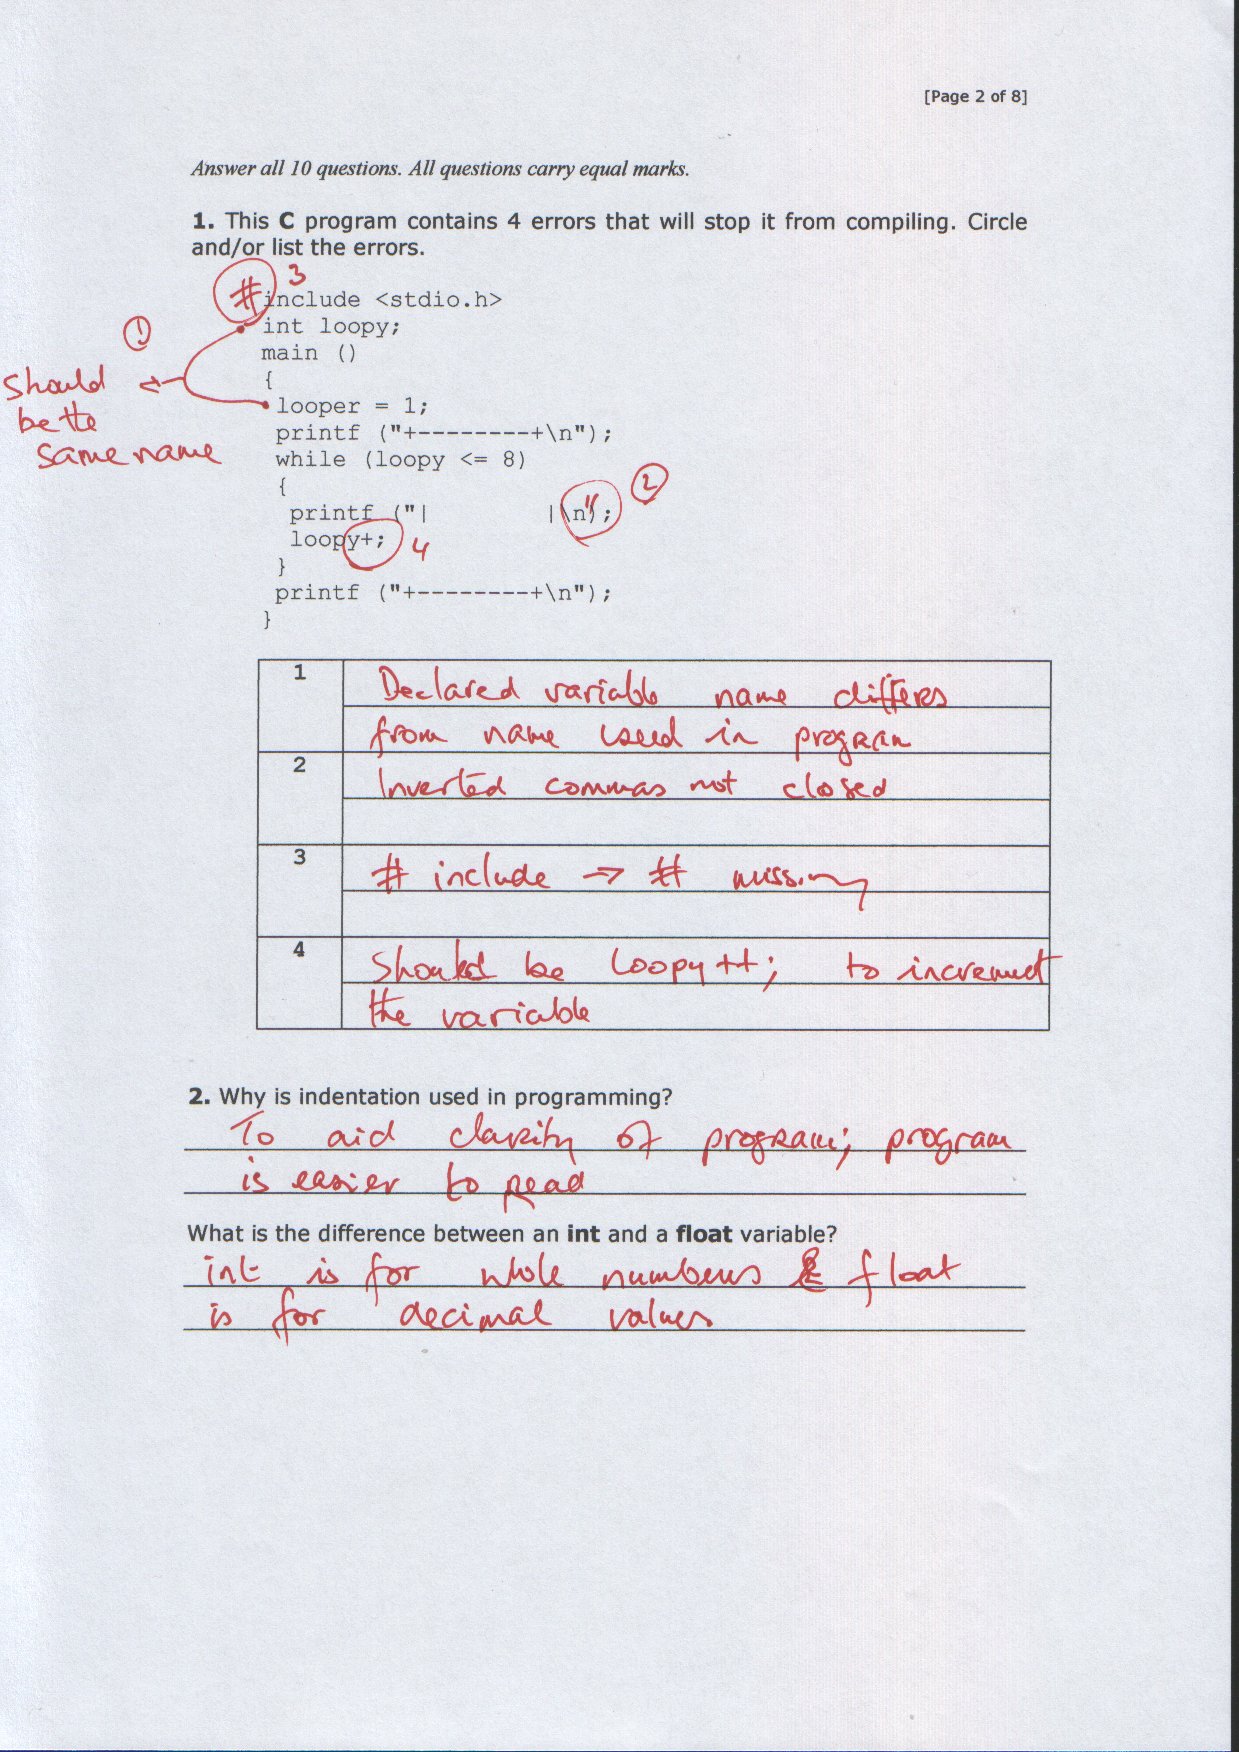 [Page 2 of 8]
Answer all 10 questions. All questions carry equal marks.
1. This C program contains 4 errors that will stop it from compiling. Circle
and/or list the errors.
3
#include <stdio.h>
1
int loopy;
main ()
should
{
be the
looper = 1;
same name
printf ("+--------+\n");
while (loopy <= 8)
{
2
printf ("|         |\n");
loopy+; 4
}
printf ("+--------+\n");
}
1 Declared variable name differs
from name used in program
2 Inverted commas not closed
3 # include → # missing
4 Should be loopy++; to increment
the variable
2. Why is indentation used in programming?
To aid clarity of program; program
is easier to read
What is the difference between an int and a float variable?
int is for whole numbers & float
is for decimal values